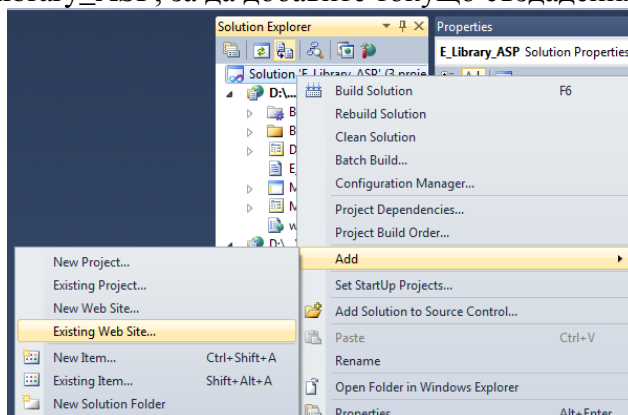 library_ASP, за да добавите текущо създадения
Solution Explorer
Properties
E_Library_ASP Solution Properties
Solution 'E_Library_ASP' (3 proje
D:\...
B
B
D
E_
M
M
w
D:\
Build Solution F6
Rebuild Solution
Clean Solution
Batch Build...
Configuration Manager...
Project Dependencies...
Project Build Order...
Add
Set StartUp Projects...
Add Solution to Source Control...
Paste Ctrl+V
Rename
Open Folder in Windows Explorer
Properties Alt+Enter
New Project...
Existing Project...
New Web Site...
Existing Web Site...
New Item... Ctrl+Shift+A
Existing Item... Shift+Alt+A
New Solution Folder